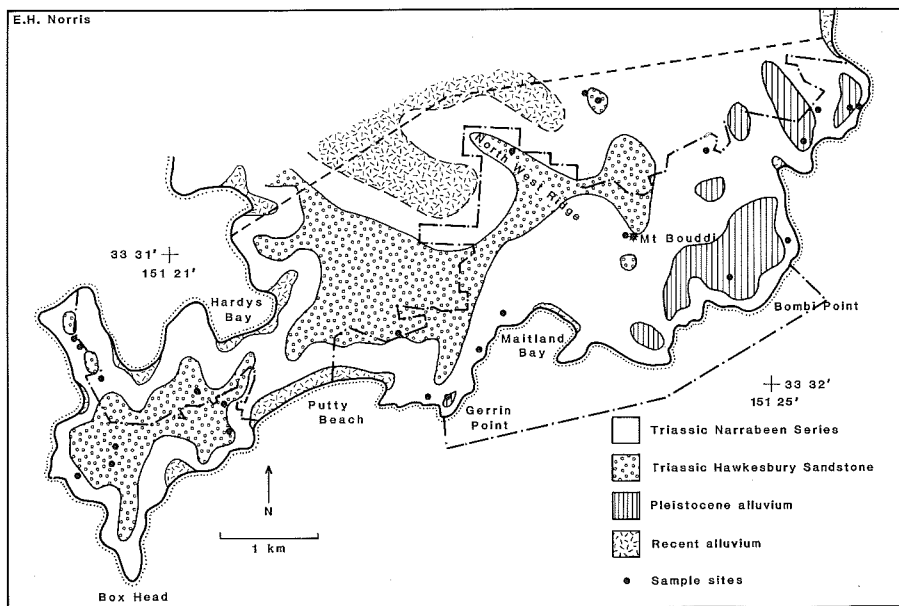 E.H. Norris
North West Ridge
33 31'
151 21'
Mt Bouddi
Hardys
Bay
Bombi Point
Maitland
Bay
33 32'
151 25'
Putty
Beach
Gerrin
Point
Triassic Narrabeen Series
Triassic Hawkesbury Sandstone
N
Pleistocene alluvium
1 km
Recent alluvium
Sample sites
Box Head